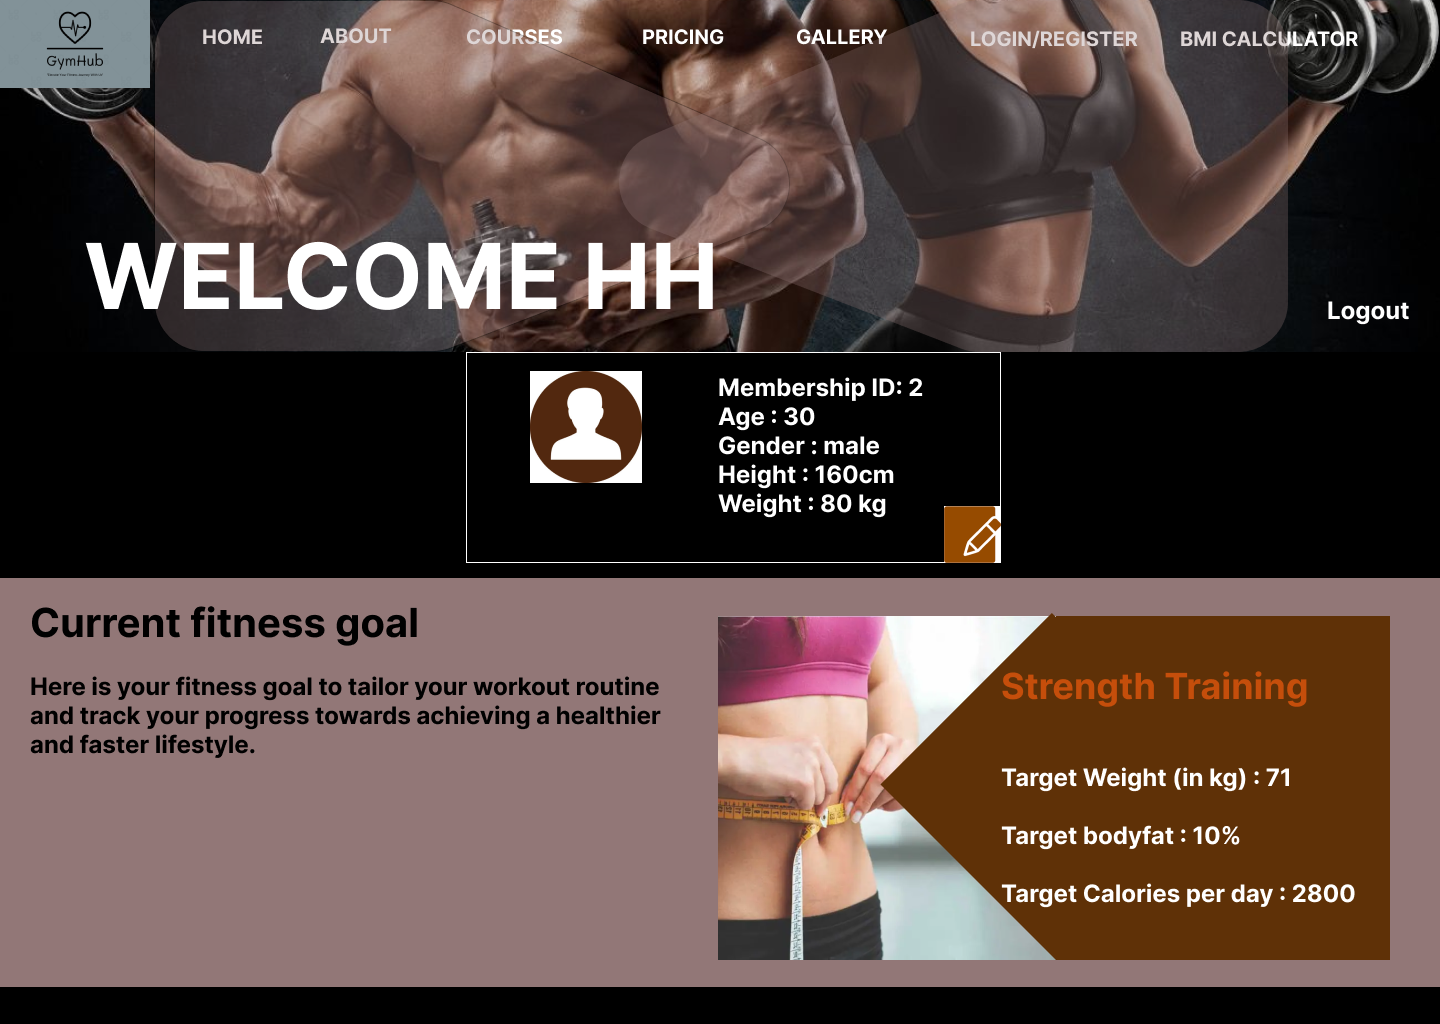 GymHub
HOME ABOUT COURSES PRICING GALLERY LOGIN/REGISTER BMI CALCULATOR
WELCOME HH
Logout
Membership ID: 2
Age : 30
Gender : male
Height : 160cm
Weight : 80 kg
Current fitness goal
Here is your fitness goal to tailor your workout routine
and track your progress towards achieving a healthier
and faster lifestyle.
Strength Training
Target Weight (in kg) : 71
Target bodyfat : 10%
Target Calories per day : 2800